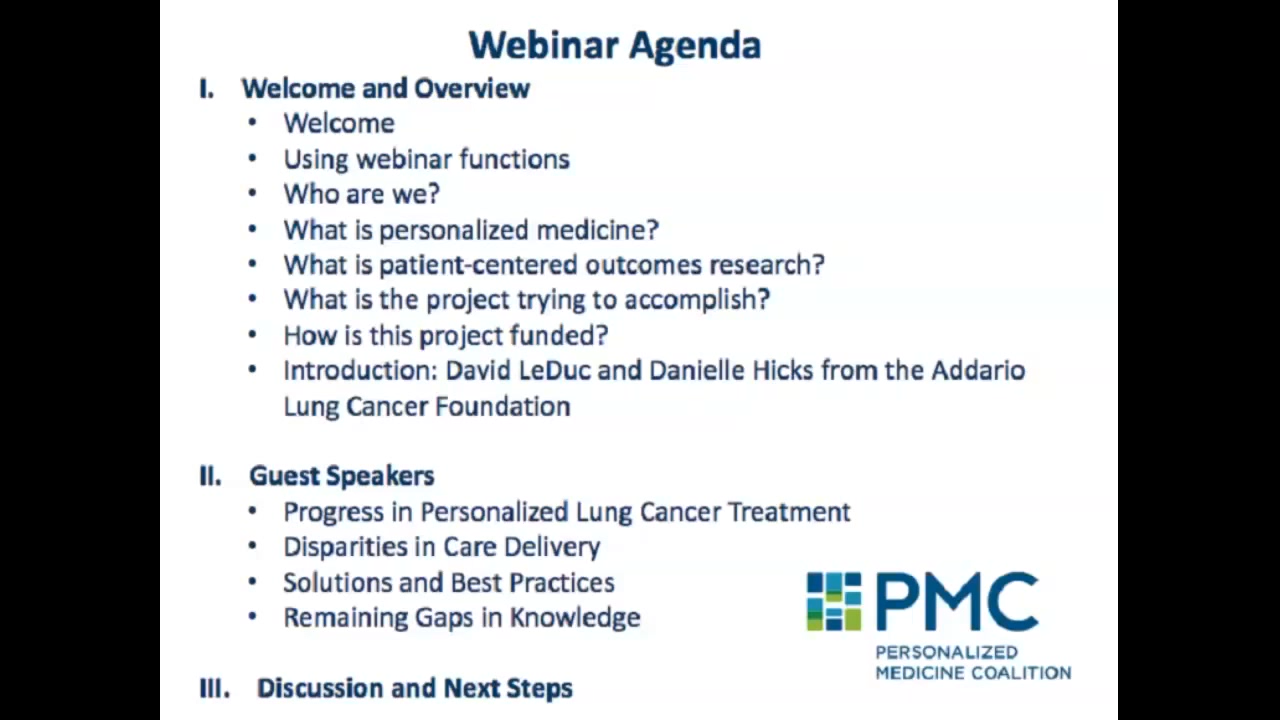 Webinar Agenda
I. Welcome and Overview
• Welcome
• Using webinar functions
• Who are we?
• What is personalized medicine?
• What is patient-centered outcomes research?
• What is the project trying to accomplish?
• How is this project funded?
• Introduction: David LeDuc and Danielle Hicks from the Addario
Lung Cancer Foundation
II. Guest Speakers
• Progress in Personalized Lung Cancer Treatment
• Disparities in Care Delivery
• Solutions and Best Practices
• Remaining Gaps in Knowledge
III. Discussion and Next Steps
PMC
PERSONALIZED
MEDICINE COALITION